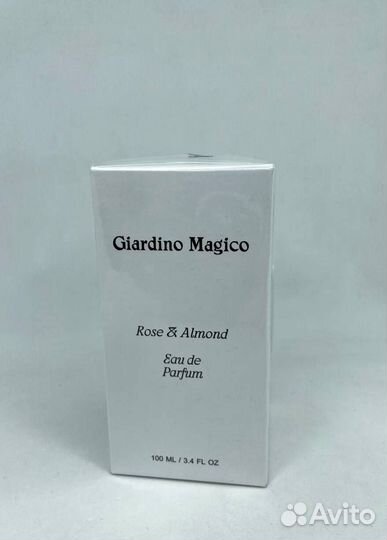 Giardino Magico
Rose & Almond
Eau de
Parfum
100 ML / 3.4 FL OZ
Avito